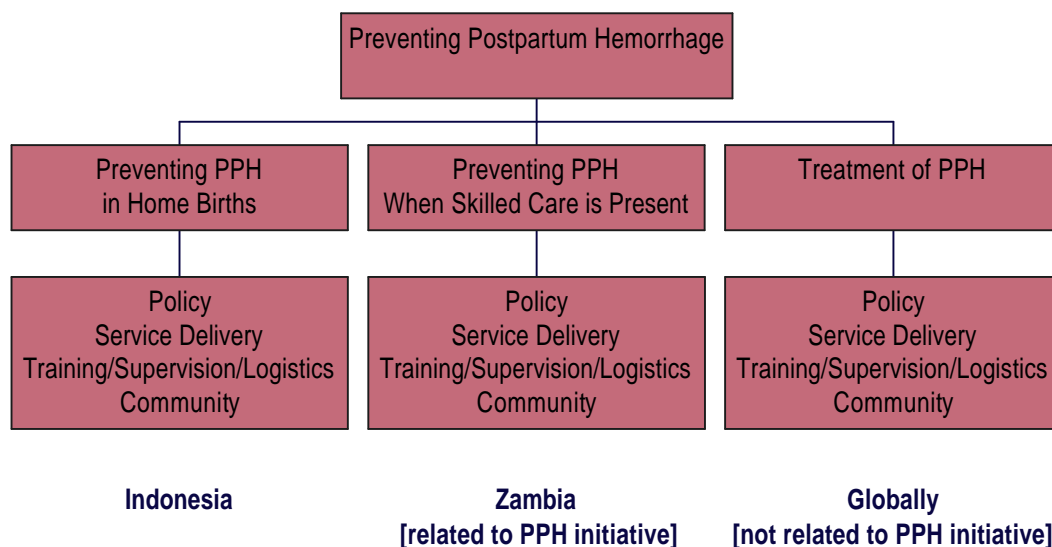 Preventing Postpartum Hemorrhage
Preventing PPH
in Home Births
Preventing PPH
When Skilled Care is Present
Treatment of PPH
Policy
Service Delivery
Training/Supervision/Logistics
Community
Policy
Service Delivery
Training/Supervision/Logistics
Community
Policy
Service Delivery
Training/Supervision/Logistics
Community
Indonesia
Zambia
[related to PPH initiative]
Globally
[not related to PPH initiative]